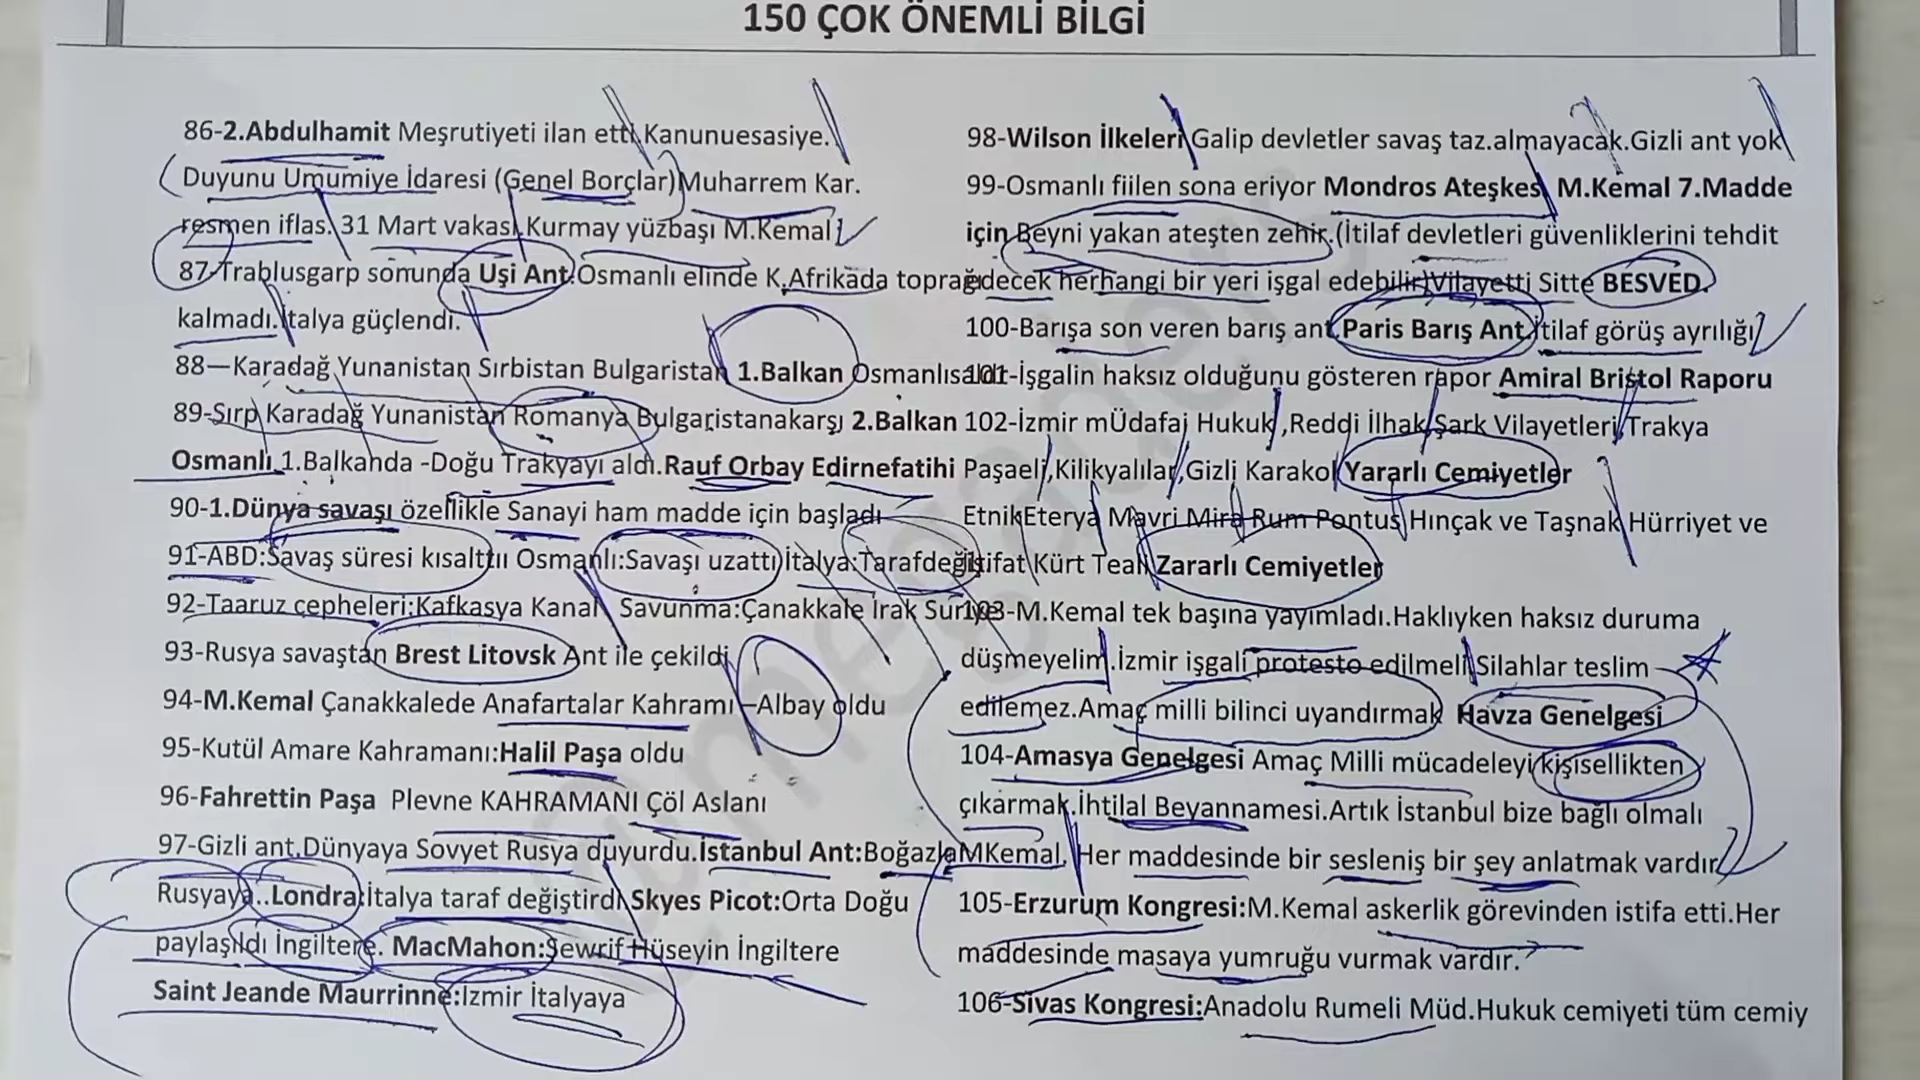 150 ÇOK ÖNEMLİ BİLGİ
86-2.Abdulhamit Meşrutiyeti ilan etti.Kanunuesasiye.
Duyunu Umumiye İdaresi (Genel Borçlar)Muharrem Kar.
resmen iflas. 31 Mart vakası.Kurmay yüzbaşı M.Kemal
87-Trablusgarp sonunda Uşi Ant.Osmanlı elinde K.Afrikada toprağı
kalmadı.İtalya güçlendi.
88—Karadağ Yunanistan Sırbistan Bulgaristan 1.Balkan Osmanlısaldır
89-Sırp Karadağ Yunanistan Romanya Bulgaristanakarşı 2.Balkan
Osmanlı 1.Balkanda -Doğu Trakyayı aldı.Rauf Orbay Edirnefatihi
90-1.Dünya savaşı özellikle Sanayi ham madde için başladı
91-ABD:Savaş süresi kısalttıı Osmanlı:Savaşı uzattı İtalya:Tarafdeğiş
92-Taaruz cepheleri:Kafkasya Kanal Savunma:Çanakkale Irak Suriye
93-Rusya savaştan Brest Litovsk Ant ile çekildi
94-M.Kemal Çanakkalede Anafartalar Kahramı –Albay oldu
95-Kutül Amare Kahramanı:Halil Paşa oldu
96-Fahrettin Paşa Plevne KAHRAMANI Çöl Aslanı
97-Gizli ant.Dünyaya Sovyet Rusya duyurdu.İstanbul Ant:Boğazla
Rusyaya..Londra:İtalya taraf değiştirdi.Skyes Picot:Orta Doğu
paylaşıldı İngiltere. MacMahon:Şewrif Hüseyin İngiltere
Saint Jeande Maurrinne:Izmir İtalyaya
98-Wilson İlkeleri Galip devletler savaş taz.almayacak.Gizli ant yok
99-Osmanlı fiilen sona eriyor Mondros Ateşkes M.Kemal 7.Madde
için Beyni yakan ateşten zehir.(İtilaf devletleri güvenliklerini tehdit
edecek herhangi bir yeri işgal edebilir)Vilayetti Sitte BESVED.
100-Barışa son veren barış ant Paris Barış Ant.İtilaf görüş ayrılığı
101-İşgalin haksız olduğunu gösteren rapor Amiral Bristol Raporu
102-İzmir mÜdafai Hukuk ,Reddi İlhak Şark Vilayetleri,Trakya
Paşaeli,Kilikyalılar,Gizli Karakol Yararlı Cemiyetler
EtnikEterya Mavri Mira Rum Pontus Hınçak ve Taşnak Hürriyet ve
itifat Kürt Teali Zararlı Cemiyetler
103-M.Kemal tek başına yayımladı.Haklıyken haksız duruma
düşmeyelim.İzmir işgali protesto edilmeli Silahlar teslim
edilemez.Amaç milli bilinci uyandırmak Havza Genelgesi
104-Amasya Genelgesi Amaç Milli mücadeleyi kişisellikten
çıkarmak.İhtilal Beyannamesi.Artık İstanbul bize bağlı olmalı
MKemal. Her maddesinde bir sesleniş bir şey anlatmak vardır
105-Erzurum Kongresi:M.Kemal askerlik görevinden istifa etti.Her
maddesinde masaya yumruğu vurmak vardır.
106-Sivas Kongresi:Anadolu Rumeli Müd.Hukuk cemiyeti tüm cemiy